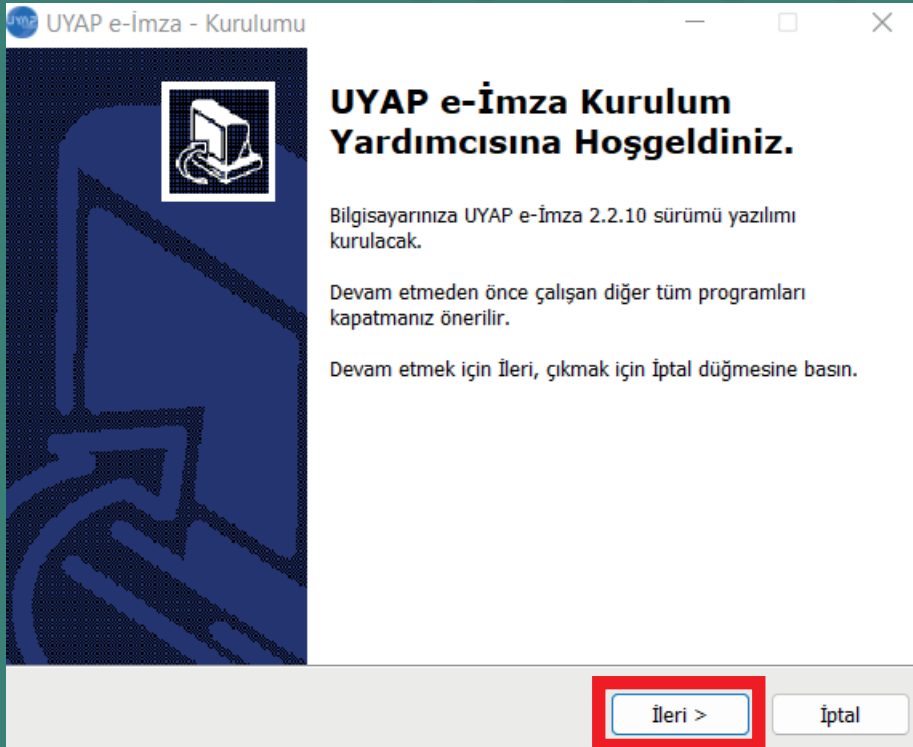 UYAP
UYAP e-İmza - Kurulumu
UYAP e-İmza Kurulum
Yardımcısına Hoşgeldiniz.
Bilgisayarınıza UYAP e-İmza 2.2.10 sürümü yazılımı
kurulacak.
Devam etmeden önce çalışan diğer tüm programları
kapatmanız önerilir.
Devam etmek için İleri, çıkmak için İptal düğmesine basın.
İleri >
İptal